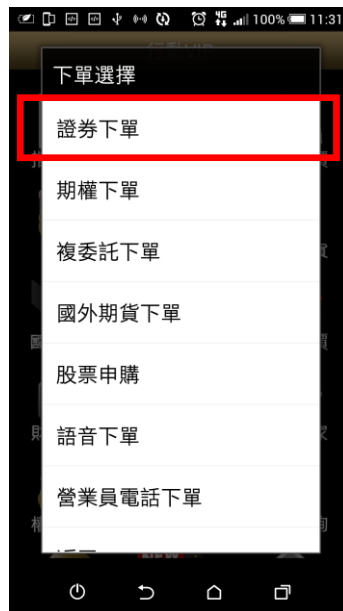 4G 100% 11:31
下單選擇
證券下單
期權下單
複委託下單
國外期貨下單
股票申購
語音下單
營業員電話下單